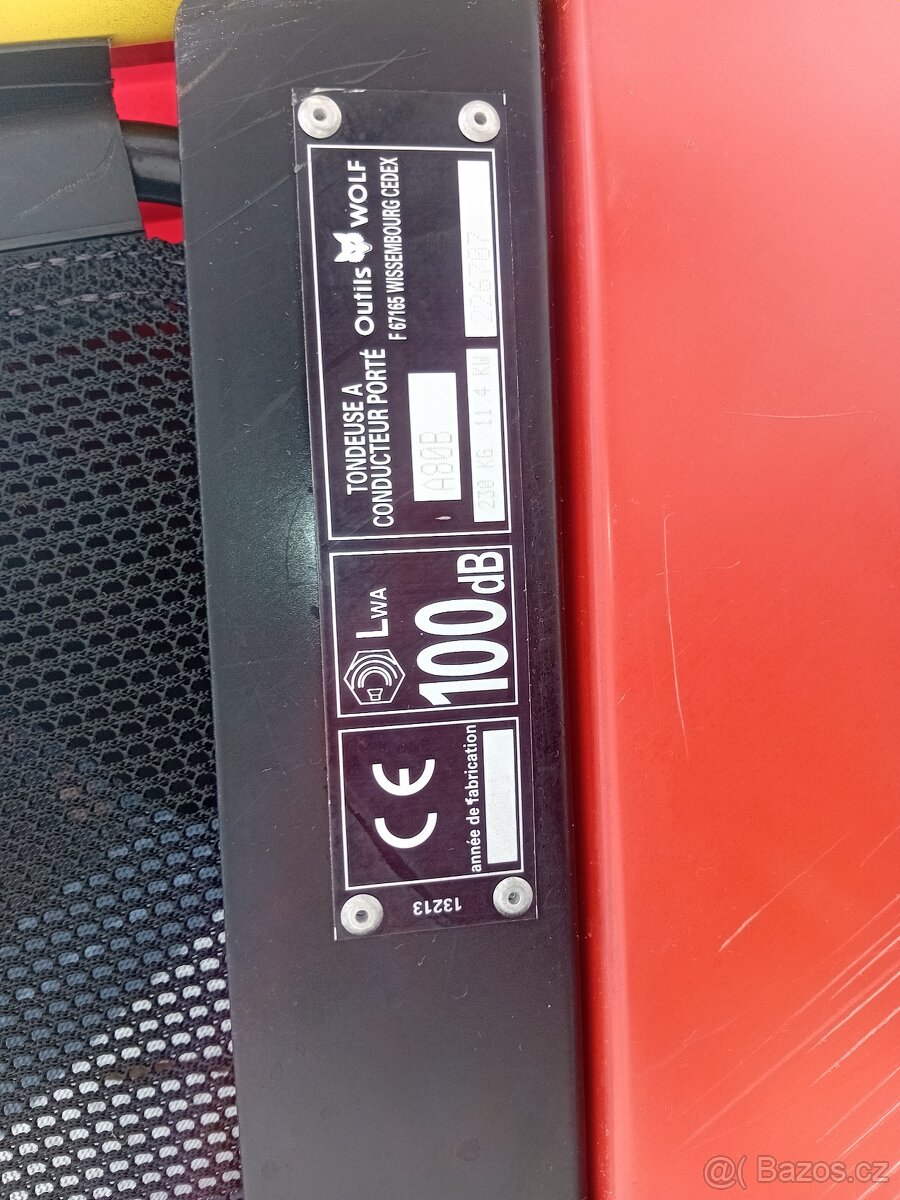 CE
année de fabrication
LWA
100dB
TONDEUSE A
CONDUCTEUR PORTÉ
Outils WOLF
F 67165 WISSEMBOURG CEDEX
A80B
230 KG 11.4 KW
13213
@( Bazos.cz